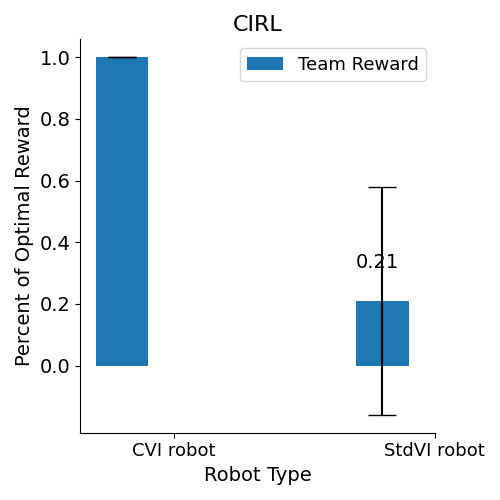 CIRL
Team Reward
Percent of Optimal Reward
1.0
0.8
0.6
0.4
0.2
0.0
0.21
CVI robot
StdVI robot
Robot Type